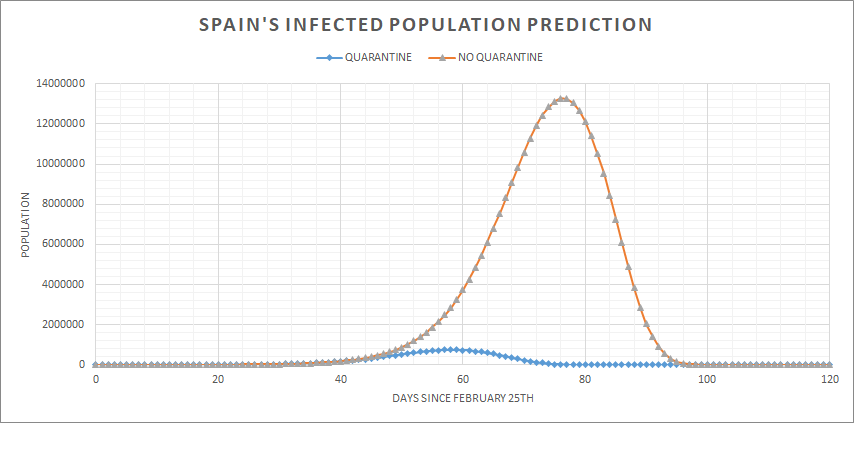 SPAIN'S INFECTED POPULATION PREDICTION
QUARANTINE NO QUARANTINE
14000000
12000000
10000000
8000000
6000000
4000000
2000000
0
POPULATION
0 20 40 60 80 100 120
DAYS SINCE FEBRUARY 25TH